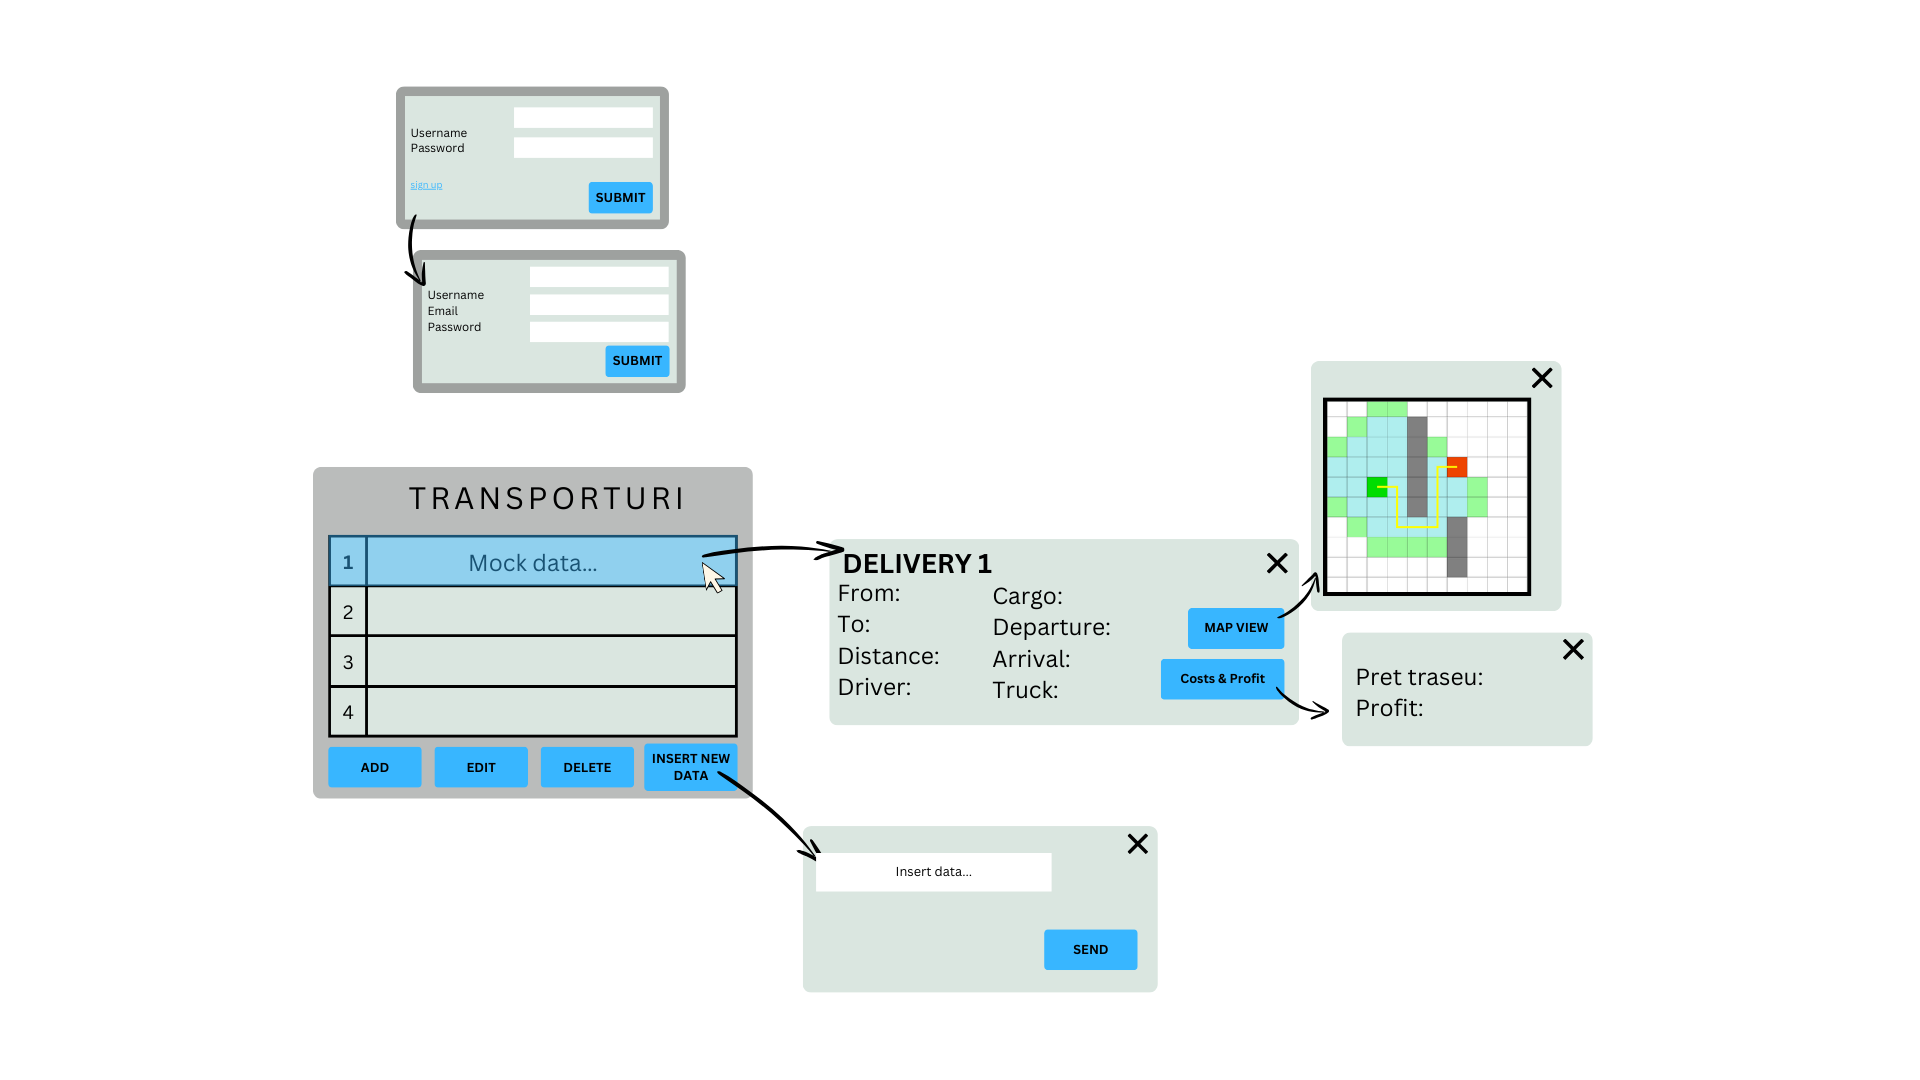 Username
Password
sign up
SUBMIT
Username
Email
Password
SUBMIT
TRANSPORTURI
1 Mock data...
2
3
4
ADD EDIT DELETE INSERT NEW
DATA
DELIVERY 1
From:
To:
Distance:
Driver:
Cargo:
Departure:
Arrival:
Truck:
MAP VIEW
Costs & Profit
Pret traseu:
Profit:
Insert data...
SEND